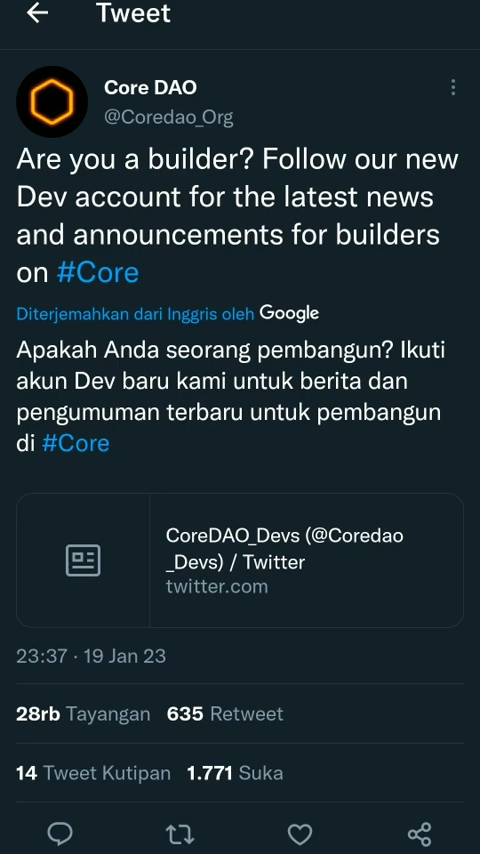 Tweet
Core DAO
@Coredao_Org
Are you a builder? Follow our new
Dev account for the latest news
and announcements for builders
on #Core
Diterjemahkan dari Inggris oleh Google
Apakah Anda seorang pembangun? Ikuti
akun Dev baru kami untuk berita dan
pengumuman terbaru untuk pembangun
di #Core
CoreDAO_Devs (@Coredao
_Devs) / Twitter
twitter.com
23:37 · 19 Jan 23
28rb Tayangan 635 Retweet
14 Tweet Kutipan 1.771 Suka